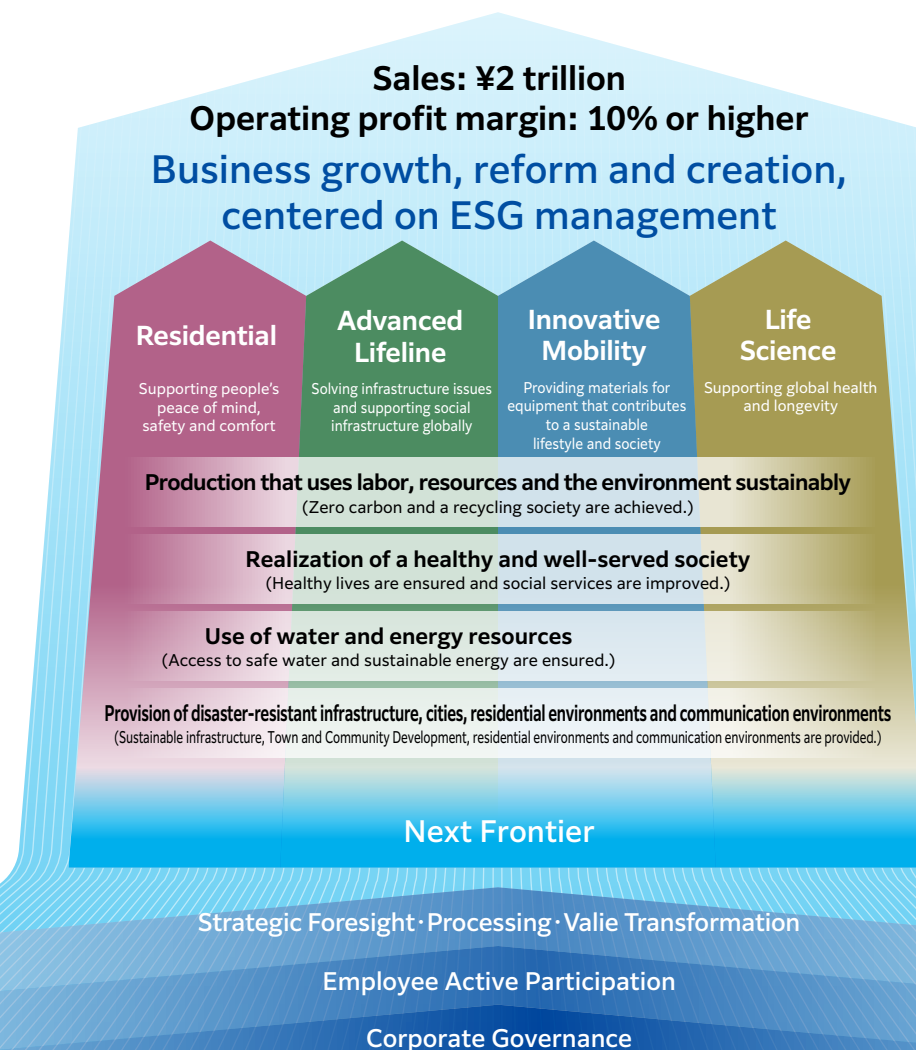 Sales: ¥2 trillion
Operating profit margin: 10% or higher
Business growth, reform and creation,
centered on ESG management
Residential
Supporting people's
peace of mind,
safety and comfort
Advanced
Lifeline
Solving infrastructure issues
and supporting social
infrastructure globally
Innovative
Mobility
Providing materials for
equipment that contributes
to a sustainable
lifestyle and society
Life
Science
Supporting global health
and longevity
Production that uses labor, resources and the environment sustainably
(Zero carbon and a recycling society are achieved.)
Realization of a healthy and well-served society
(Healthy lives are ensured and social services are improved.)
Use of water and energy resources
(Access to safe water and sustainable energy are ensured.)
Provision of disaster-resistant infrastructure, cities, residential environments and communication environments
(Sustainable infrastructure, Town and Community Development, residential environments and communication environments are provided.)
Next Frontier
Strategic Foresight·Processing·Valie Transformation
Employee Active Participation
Corporate Governance